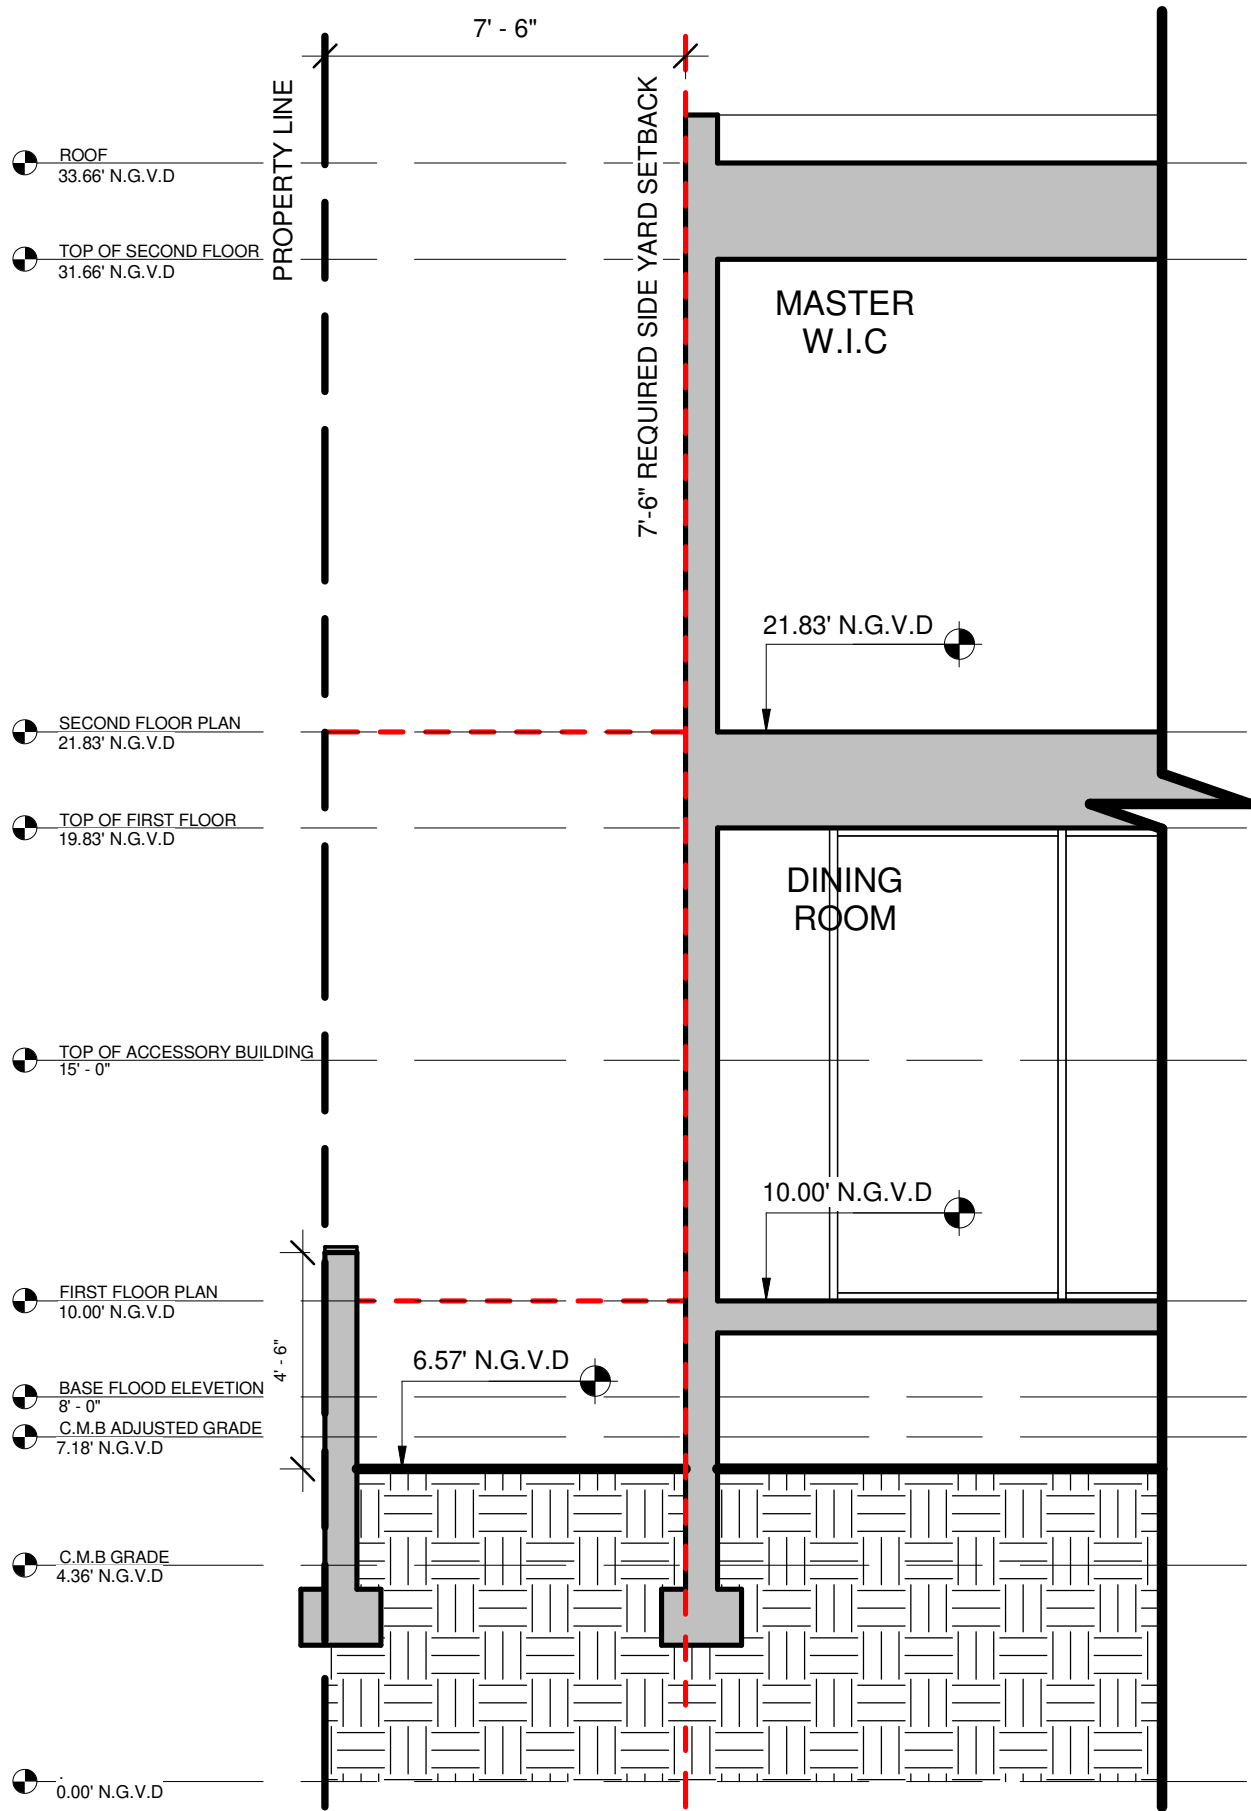 7' - 6"
PROPERTY LINE
7'-6" REQUIRED SIDE YARD SETBACK
ROOF
33.66' N.G.V.D
TOP OF SECOND FLOOR
31.66' N.G.V.D
MASTER
W.I.C
21.83' N.G.V.D
SECOND FLOOR PLAN
21.83' N.G.V.D
TOP OF FIRST FLOOR
19.83' N.G.V.D
DINING
ROOM
TOP OF ACCESSORY BUILDING
15' - 0"
10.00' N.G.V.D
FIRST FLOOR PLAN
10.00' N.G.V.D
4' - 6"
6.57' N.G.V.D
BASE FLOOD ELEVETION
8' - 0"
C.M.B ADJUSTED GRADE
7.18' N.G.V.D
C.M.B GRADE
4.36' N.G.V.D
.
0.00' N.G.V.D